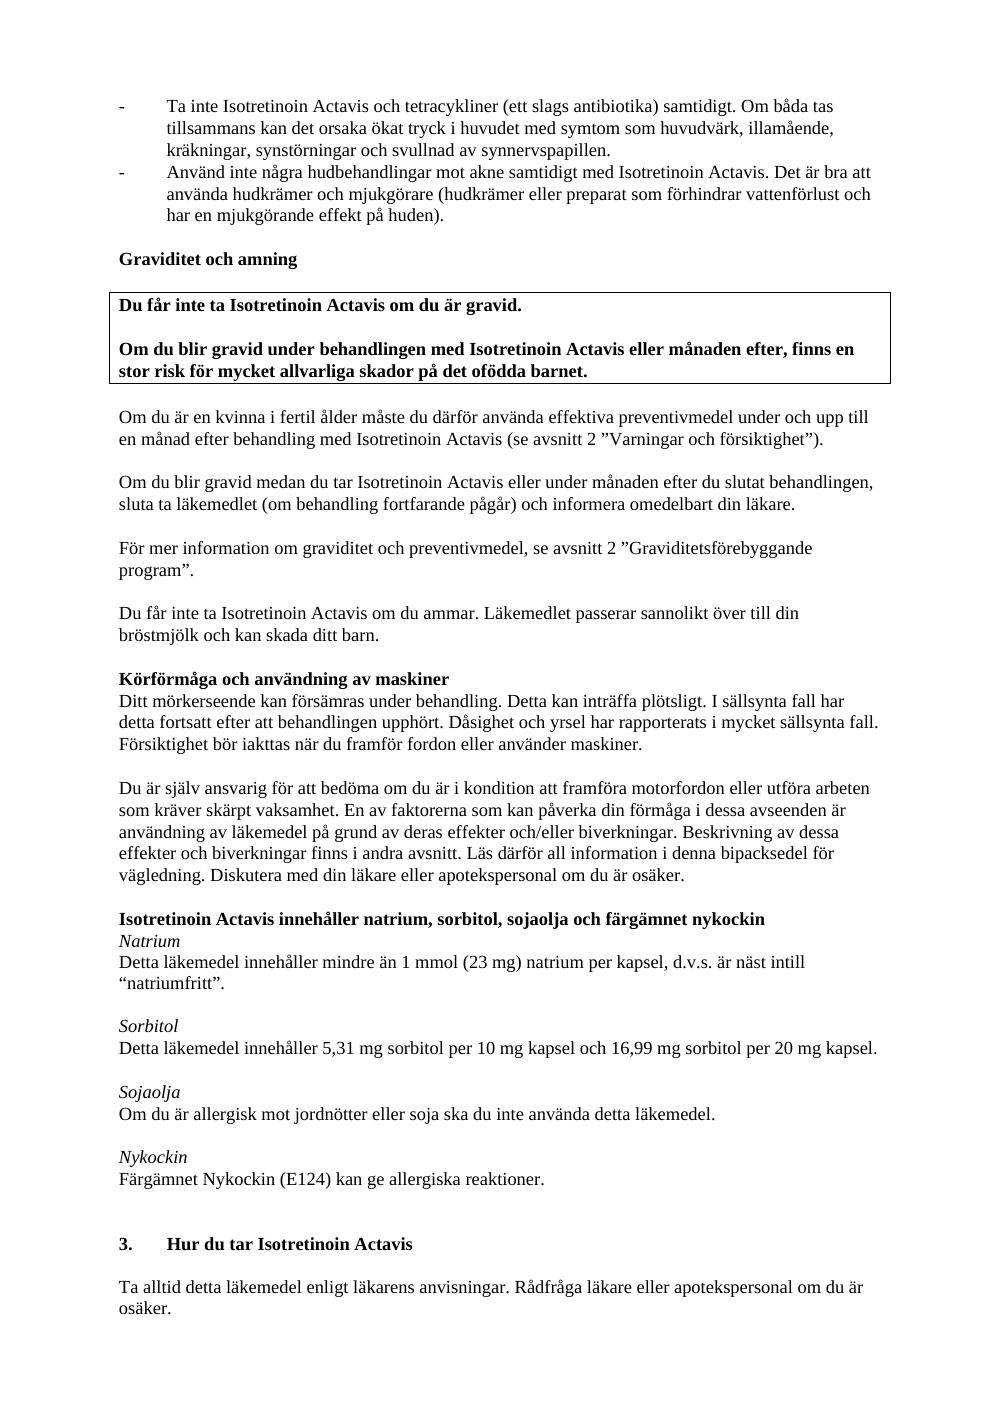 - Ta inte Isotretinoin Actavis och tetracykliner (ett slags antibiotika) samtidigt. Om båda tas
tillsammans kan det orsaka ökat tryck i huvudet med symtom som huvudvärk, illamående,
kräkningar, synstörningar och svullnad av synnervspapillen.
- Använd inte några hudbehandlingar mot akne samtidigt med Isotretinoin Actavis. Det är bra att
använda hudkrämer och mjukgörare (hudkrämer eller preparat som förhindrar vattenförlust och
har en mjukgörande effekt på huden).
Graviditet och amning
Du får inte ta Isotretinoin Actavis om du är gravid.
Om du blir gravid under behandlingen med Isotretinoin Actavis eller månaden efter, finns en
stor risk för mycket allvarliga skador på det ofödda barnet.
Om du är en kvinna i fertil ålder måste du därför använda effektiva preventivmedel under och upp till
en månad efter behandling med Isotretinoin Actavis (se avsnitt 2 ”Varningar och försiktighet”).
Om du blir gravid medan du tar Isotretinoin Actavis eller under månaden efter du slutat behandlingen,
sluta ta läkemedlet (om behandling fortfarande pågår) och informera omedelbart din läkare.
För mer information om graviditet och preventivmedel, se avsnitt 2 ”Graviditetsförebyggande
program”.
Du får inte ta Isotretinoin Actavis om du ammar. Läkemedlet passerar sannolikt över till din
bröstmjölk och kan skada ditt barn.
Körförmåga och användning av maskiner
Ditt mörkerseende kan försämras under behandling. Detta kan inträffa plötsligt. I sällsynta fall har
detta fortsatt efter att behandlingen upphört. Dåsighet och yrsel har rapporterats i mycket sällsynta fall.
Försiktighet bör iakttas när du framför fordon eller använder maskiner.
Du är själv ansvarig för att bedöma om du är i kondition att framföra motorfordon eller utföra arbeten
som kräver skärpt vaksamhet. En av faktorerna som kan påverka din förmåga i dessa avseenden är
användning av läkemedel på grund av deras effekter och/eller biverkningar. Beskrivning av dessa
effekter och biverkningar finns i andra avsnitt. Läs därför all information i denna bipacksedel för
vägledning. Diskutera med din läkare eller apotekspersonal om du är osäker.
Isotretinoin Actavis innehåller natrium, sorbitol, sojaolja och färgämnet nykockin
Natrium
Detta läkemedel innehåller mindre än 1 mmol (23 mg) natrium per kapsel, d.v.s. är näst intill
“natriumfritt”.
Sorbitol
Detta läkemedel innehåller 5,31 mg sorbitol per 10 mg kapsel och 16,99 mg sorbitol per 20 mg kapsel.
Sojaolja
Om du är allergisk mot jordnötter eller soja ska du inte använda detta läkemedel.
Nykockin
Färgämnet Nykockin (E124) kan ge allergiska reaktioner.
3. Hur du tar Isotretinoin Actavis
Ta alltid detta läkemedel enligt läkarens anvisningar. Rådfråga läkare eller apotekspersonal om du är
osäker.